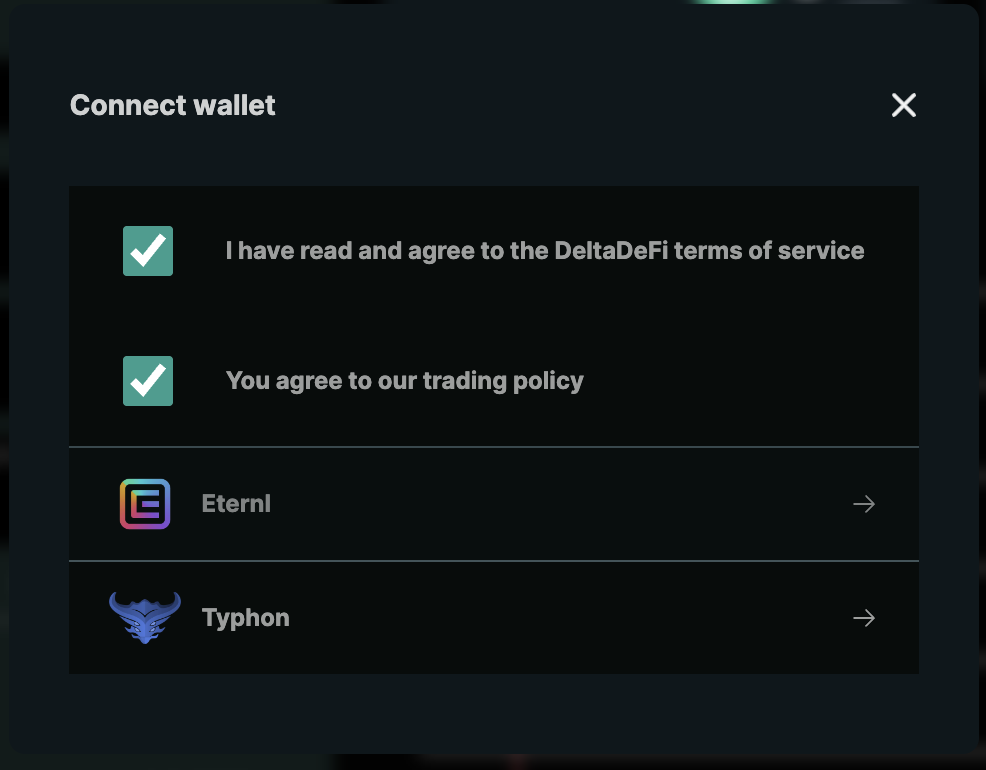 Connect wallet
I have read and agree to the DeltaDeFi terms of service
You agree to our trading policy
Eternl
Typhon